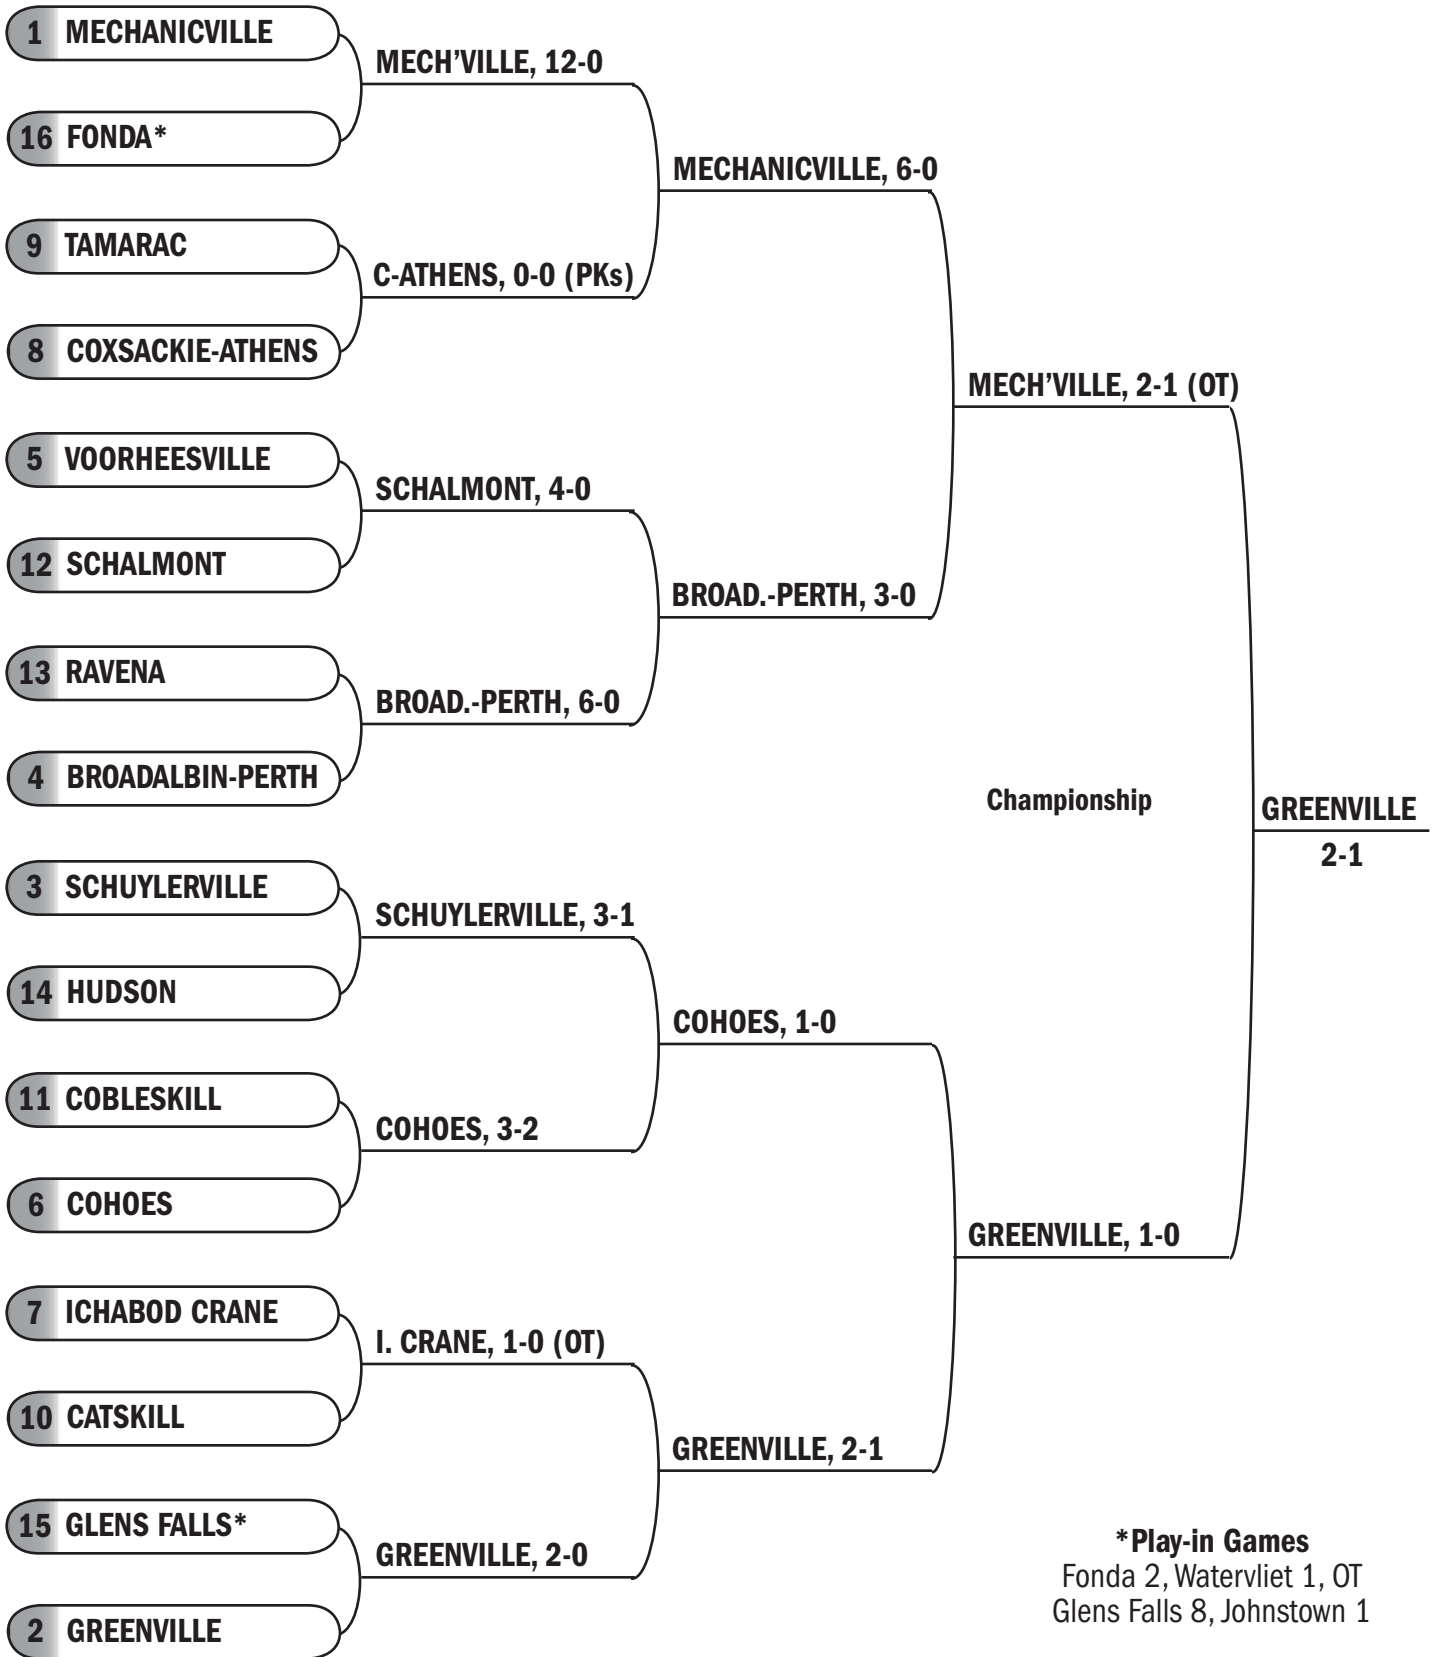 1 MECHANICVILLE
MECH'VILLE, 12-0
16 FONDA*
MECHANICVILLE, 6-0
9 TAMARAC
C-ATHENS, 0-0 (PKs)
8 COXSACKIE-ATHENS
MECH'VILLE, 2-1 (OT)
5 VOORHEESVILLE
SCHALMONT, 4-0
12 SCHALMONT
BROAD.-PERTH, 3-0
13 RAVENA
BROAD.-PERTH, 6-0
4 BROADALBIN-PERTH
Championship
GREENVILLE
2-1
3 SCHUYLERVILLE
SCHUYLERVILLE, 3-1
14 HUDSON
COHOES, 1-0
11 COBLESKILL
COHOES, 3-2
6 COHOES
GREENVILLE, 1-0
7 ICHABOD CRANE
I. CRANE, 1-0 (OT)
10 CATSKILL
GREENVILLE, 2-1
15 GLENS FALLS*
GREENVILLE, 2-0
2 GREENVILLE
*Play-in Games
Fonda 2, Watervliet 1, OT
Glens Falls 8, Johnstown 1